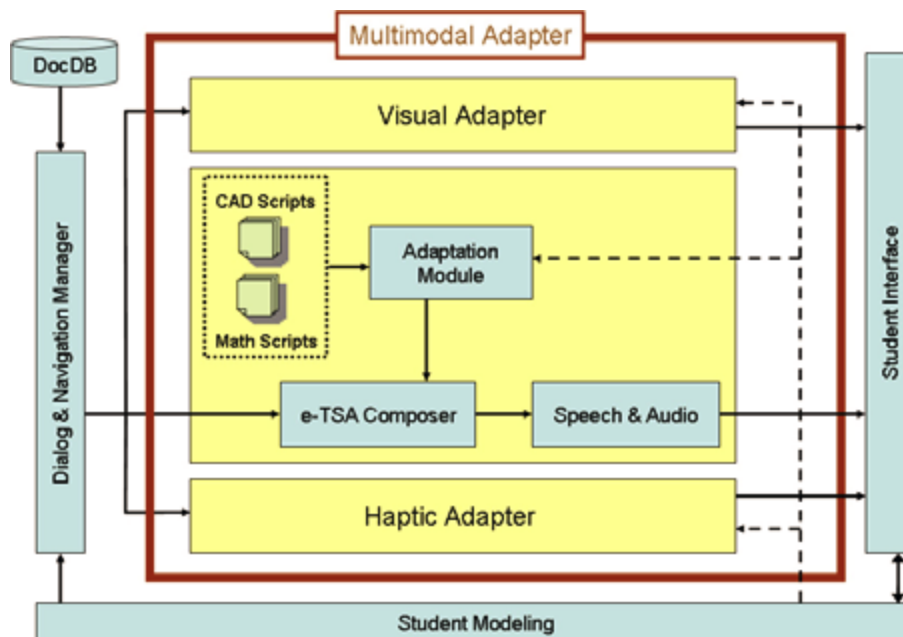 Multimodal Adapter
DocDB
Visual Adapter
Dialog & Navigation Manager
CAD Scripts
Math Scripts
Adaptation
Module
e-TSA Composer
Speech & Audio
Haptic Adapter
Student Interface
Student Modeling